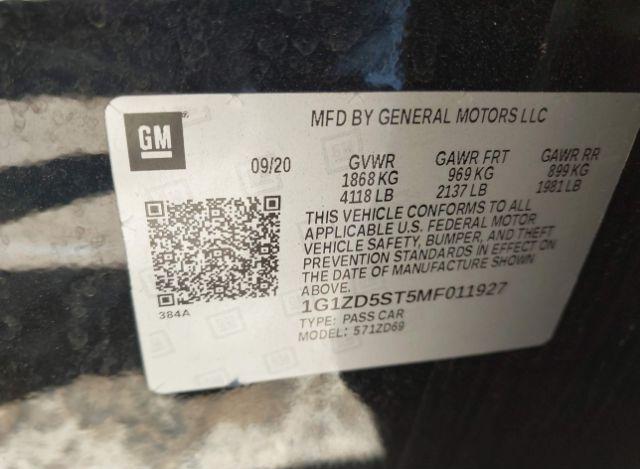 GM
MFD BY GENERAL MOTORS LLC
09/20 GVWR GAWR FRT GAWR RR
1868 KG 969 KG 899 KG
4118 LB 2137 LB 1981 LB
THIS VEHICLE CONFORMS TO ALL
APPLICABLE U.S. FEDERAL MOTOR
VEHICLE SAFETY, BUMPER, AND THEFT
PREVENTION STANDARDS IN EFFECT ON
THE DATE OF MANUFACTURE SHOWN
ABOVE.
384A
1G1ZD5ST5MF011927
TYPE: PASS CAR
MODEL: 571ZD69